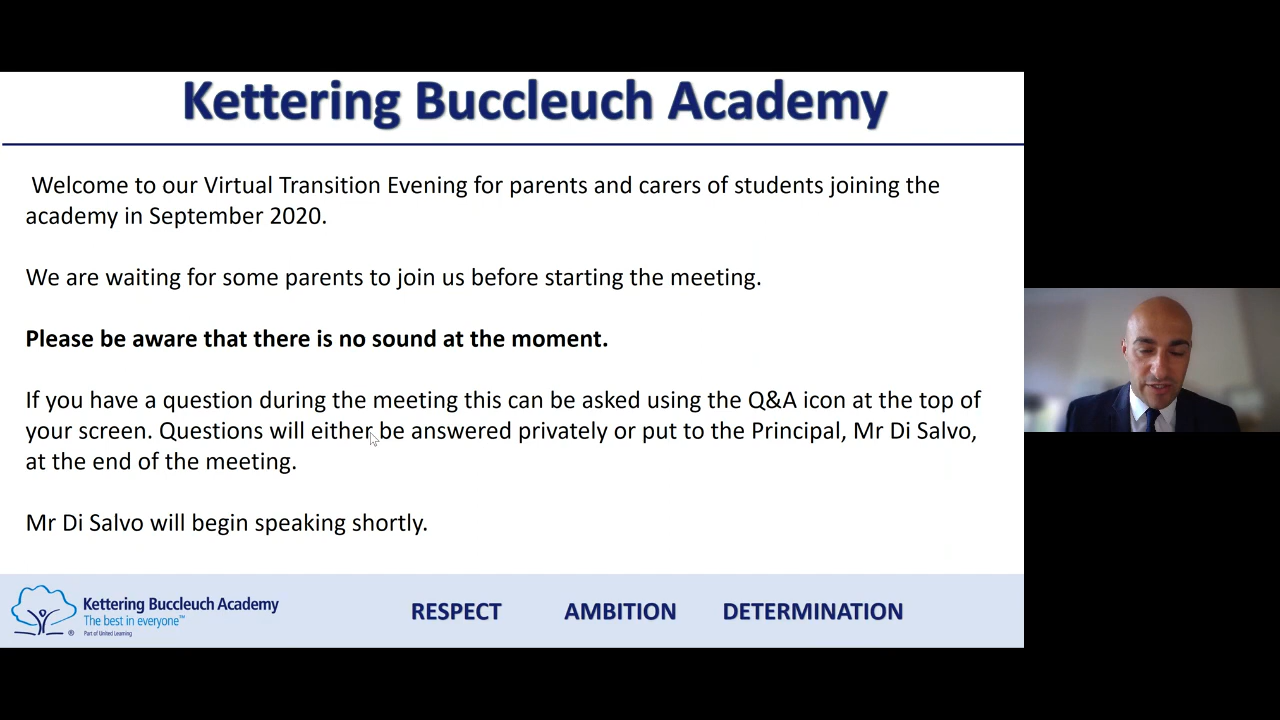 Kettering Buccleuch Academy
Welcome to our Virtual Transition Evening for parents and carers of students joining the
academy in September 2020.
We are waiting for some parents to join us before starting the meeting.
Please be aware that there is no sound at the moment.
If you have a question during the meeting this can be asked using the Q&A icon at the top of
your screen. Questions will either be answered privately or put to the Principal, Mr Di Salvo,
at the end of the meeting.
Mr Di Salvo will begin speaking shortly.
Kettering Buccleuch Academy
The best in everyone™
® Part of United Learning
RESPECT AMBITION DETERMINATION